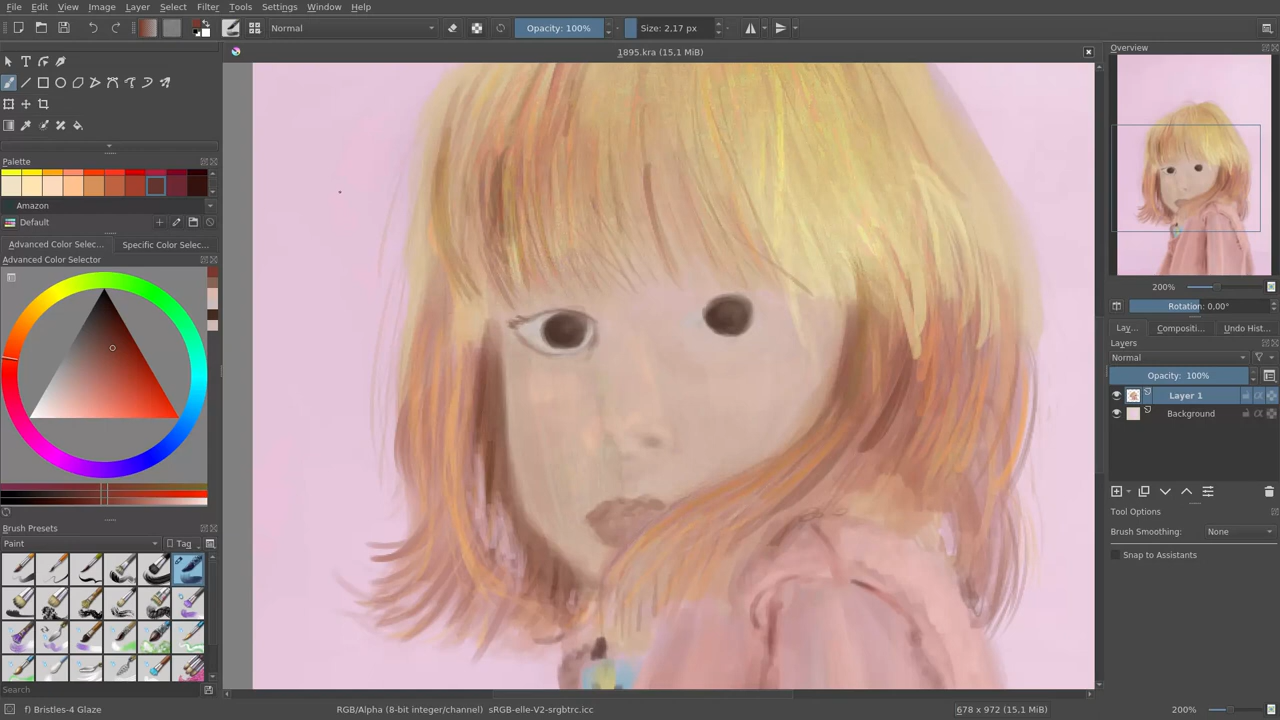 File Edit View Image Layer Select Filter Tools Settings Window Help
Normal Opacity: 100% Size: 2,17 px
1895.kra (15,1 MiB)
Palette
Amazon
Default
Advanced Color Selec... Specific Color Selec...
Advanced Color Selector
Brush Presets
Paint Tag
Search
f) Bristles-4 Glaze RGB/Alpha (8-bit integer/channel) sRGB-elle-V2-srgbtrc.icc 678 x 972 (15,1 MiB) 200%
Overview
200%
Rotation: 0,00°
Lay... Compositi... Undo Hist...
Layers
Normal
Opacity: 100%
Layer 1
Background
Tool Options
Brush Smoothing: None
Snap to Assistants